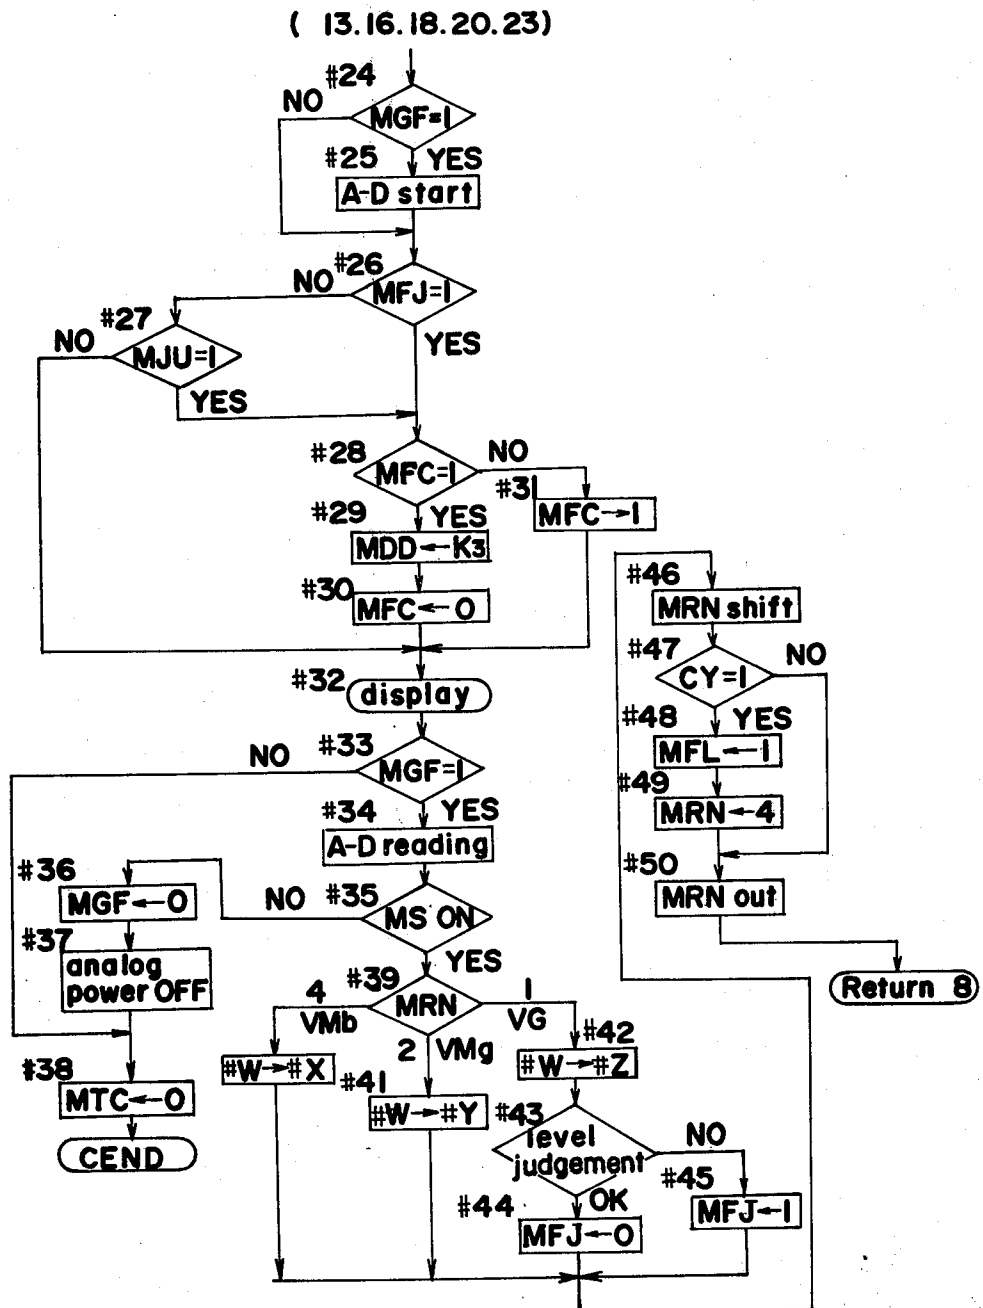 ( 13.16.18.20.23)
#24
NO
MGF=1
#25
YES
A-D start
#26
NO
MFJ=1
#27
NO
MJU=1
YES
YES
#28
NO
MFC=1
#31
MFC→1
#29
YES
MDD←K3
#30
MFC←0
#32
display
#33
NO
MGF=1
#34
YES
A-D reading
#35
NO
MS ON
#36
MGF←0
#37
analog
power OFF
#38
MTC←0
CEND
YES
#39
MRN
4
VMb
#W→#X
2
VMg
#41
#W→#Y
1
VG
#42
#W→#Z
#43
level
judgement
NO
#45
MFJ←1
#44
OK
MFJ←0
#46
MRN shift
#47
NO
CY=1
#48
YES
MFL←1
#49
MRN←4
#50
MRN out
Return 8